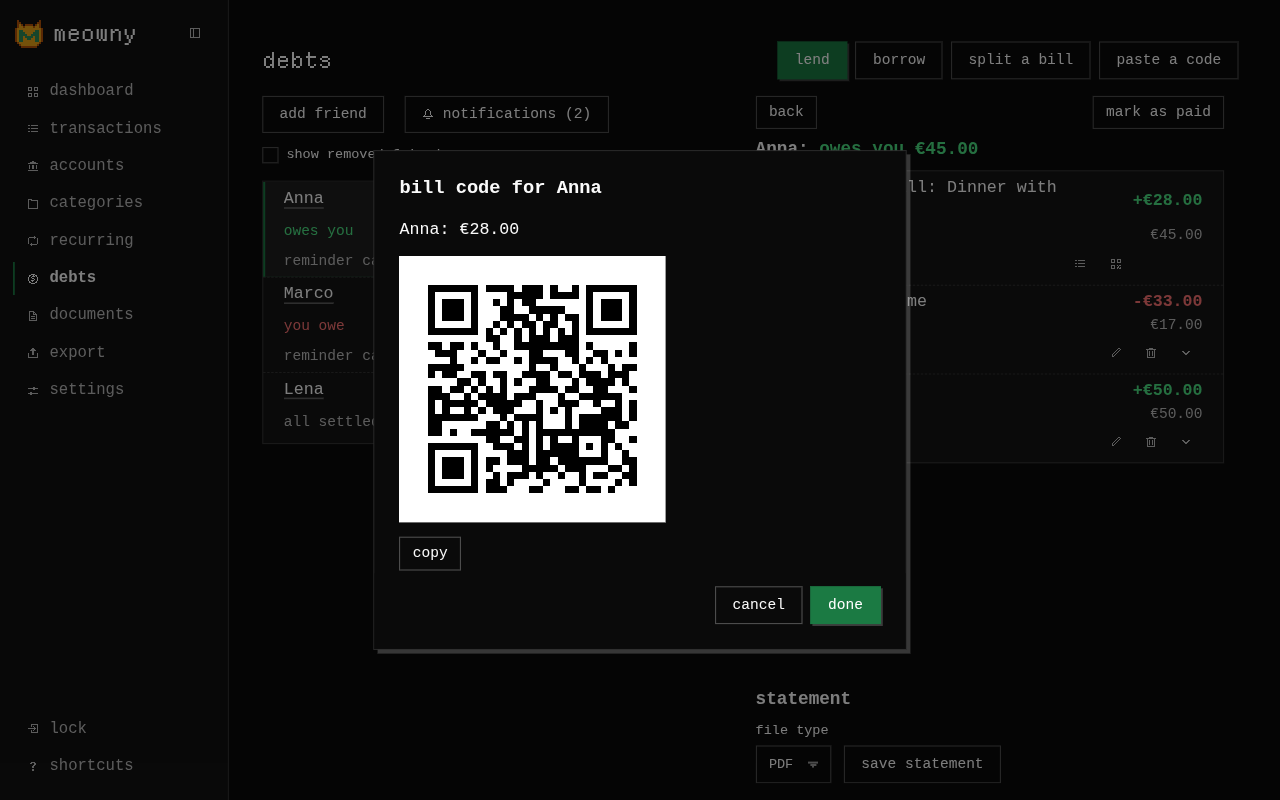 meowny
dashboard
transactions
accounts
categories
recurring
debts
documents
export
settings
lock
? shortcuts
debts
lend
borrow
split a bill
paste a code
add friend
notifications (2)
show remove
Anna
owes you
reminder ca
Marco
you owe
reminder ca
Lena
all settled
back
mark as paid
Anna: owes you €45.00
ll: Dinner with
+€28.00
€45.00
me
-€33.00
€17.00
+€50.00
€50.00
statement
file type
PDF
save statement
bill code for Anna
Anna: €28.00
copy
cancel
done